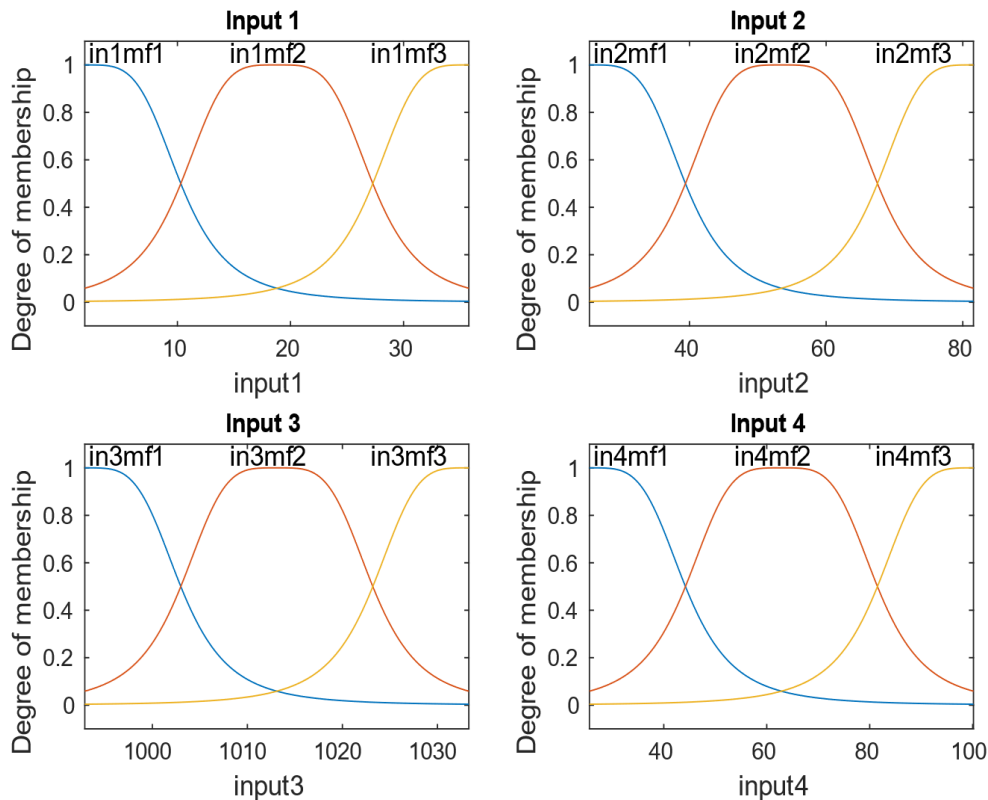 Input 1
in1mf1 in1mf2 in1mf3
1
0.8
0.6
0.4
0.2
0
Degree of membership
10 20 30
input1
Input 2
in2mf1 in2mf2 in2mf3
1
0.8
0.6
0.4
0.2
0
Degree of membership
40 60 80
input2
Input 3
in3mf1 in3mf2 in3mf3
1
0.8
0.6
0.4
0.2
0
Degree of membership
1000 1010 1020 1030
input3
Input 4
in4mf1 in4mf2 in4mf3
1
0.8
0.6
0.4
0.2
0
Degree of membership
40 60 80 100
input4